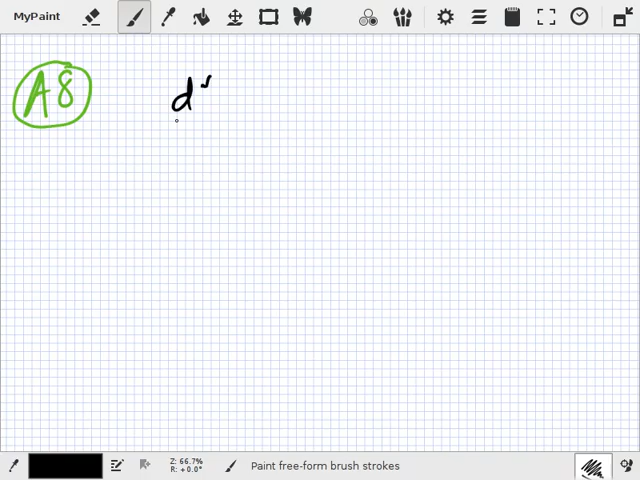 MyPaint
A8
d
Z: 66.7%
R: +0.0°
Paint free-form brush strokes